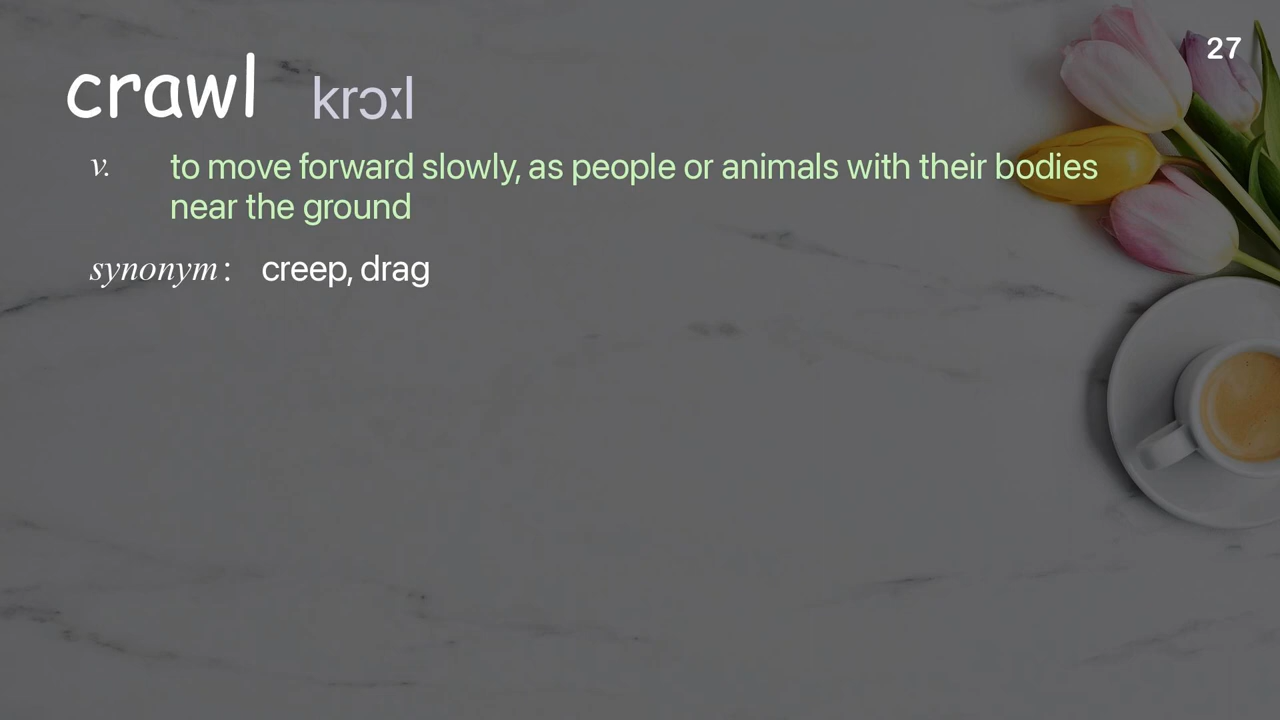 27
crawl krɔːl
v. to move forward slowly, as people or animals with their bodies
near the ground
synonym : creep, drag